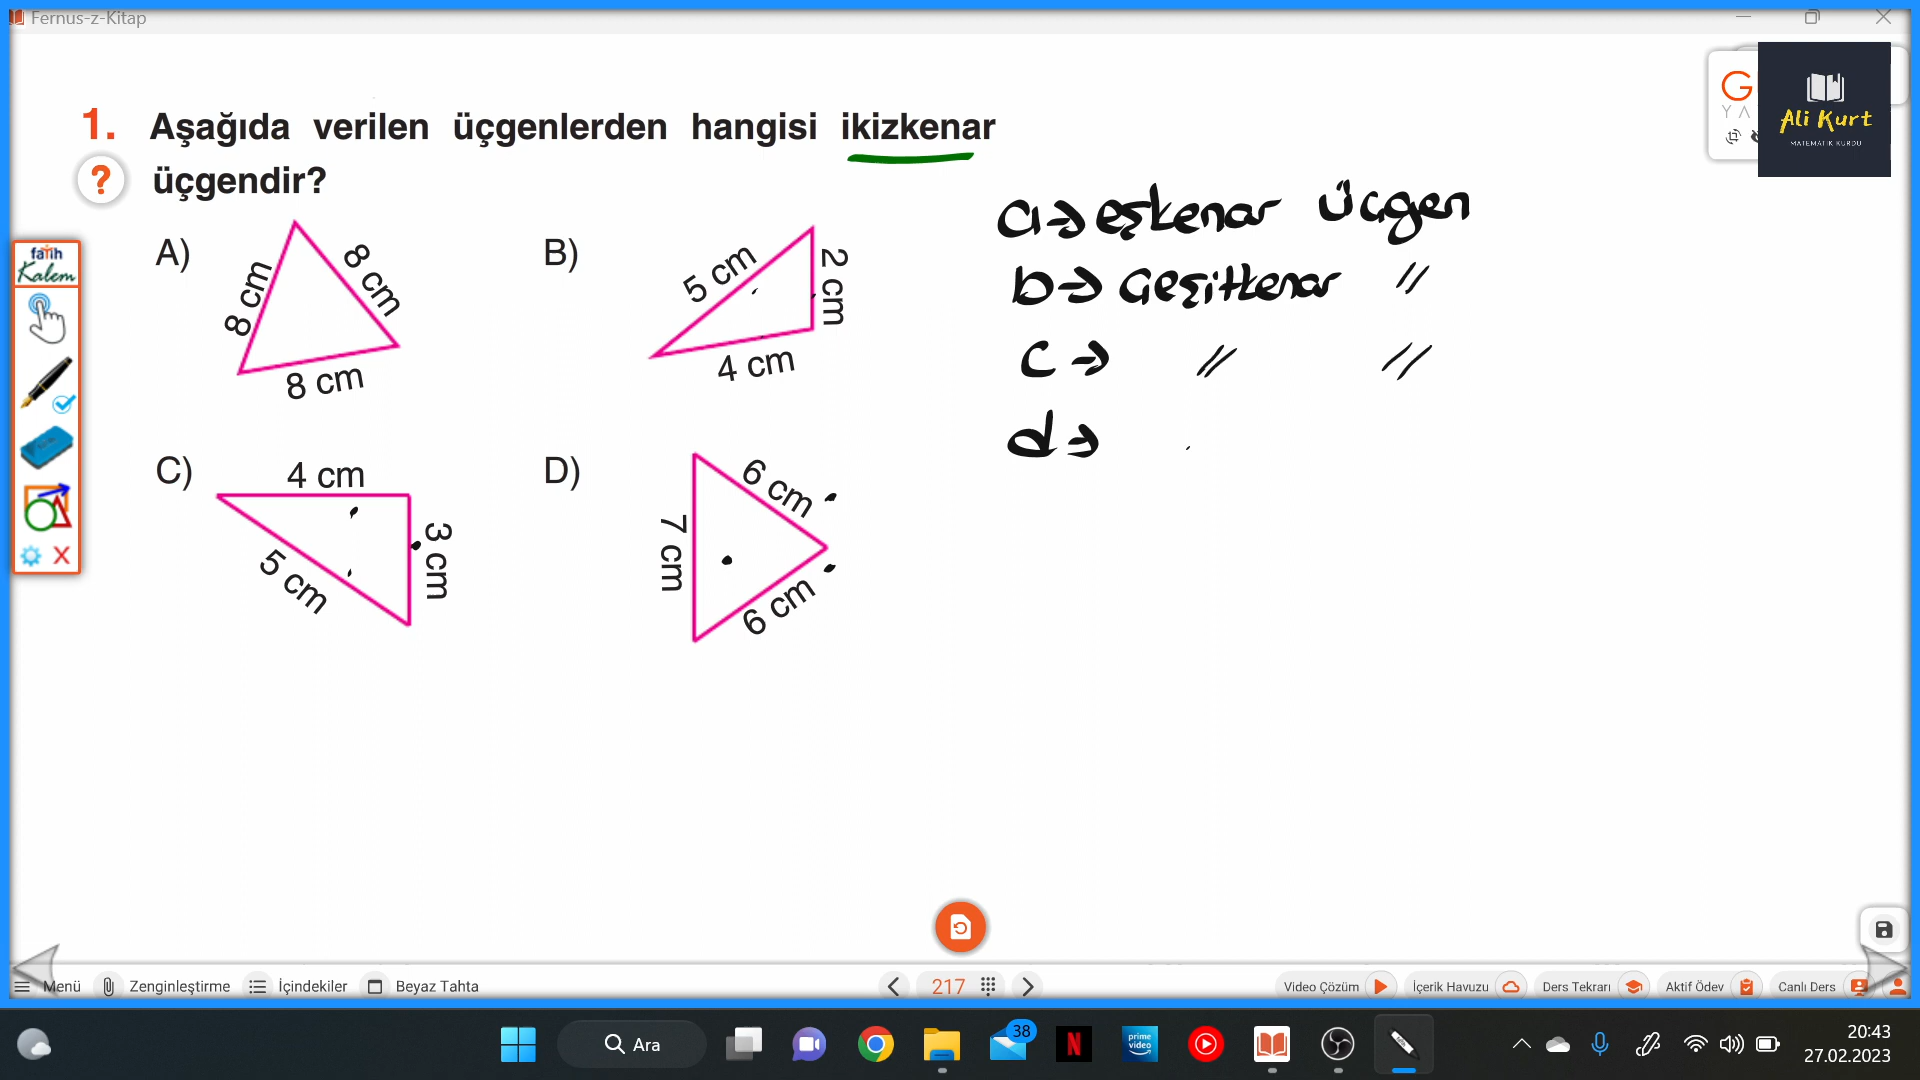 Fernus-z-Kitap
1. Aşağıda verilen üçgenlerden hangisi ikizkenar
? üçgendir?
A) 8 cm 8 cm 8 cm
B) 5 cm 2 cm 4 cm
C) 4 cm 3 cm 5 cm
D) 6 cm 7 cm 6 cm
a→ eşkenar üçgen
b→ çeşitkenar "
c→ " "
d→
fatih
Kalem
G
YA
Ali Kurt
MATEMATİK KURDU
Menü Zenginleştirme İçindekiler Beyaz Tahta 217 Video Çözüm İçerik Havuzu Ders Tekrarı Aktif Ödev Canlı Ders
Ara 38 N prime video 20:43
27.02.2023